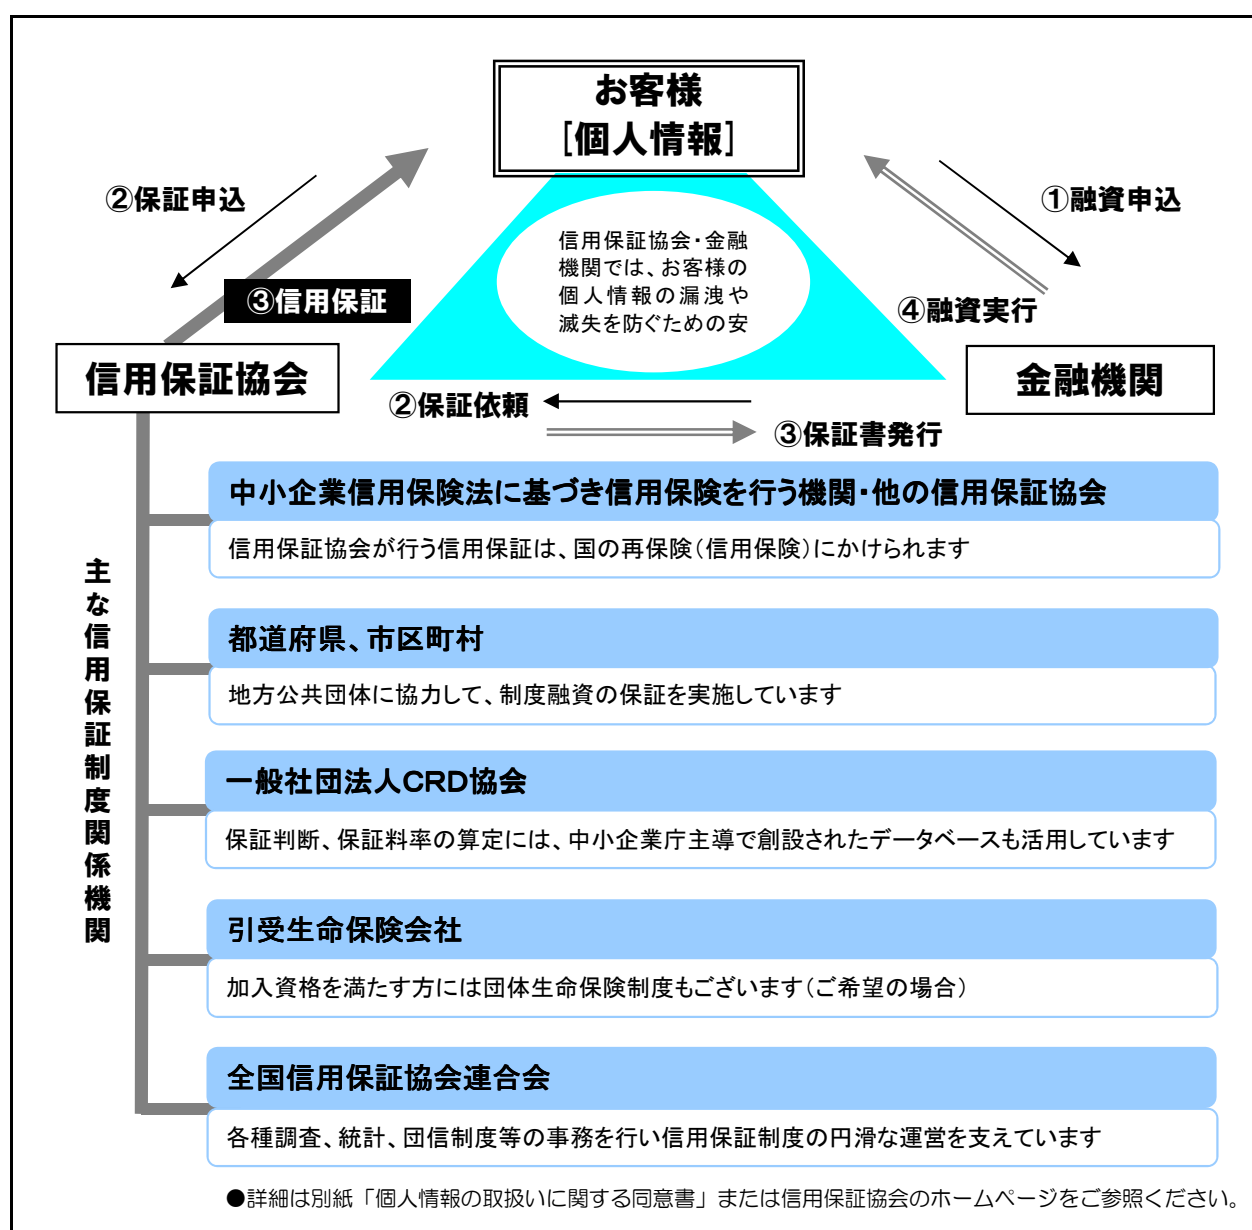 お客様
[個人情報]
②保証申込
①融資申込
信用保証協会・金融
機関では、お客様の
個人情報の漏洩や
滅失を防ぐための安
③信用保証
④融資実行
信用保証協会
金融機関
②保証依頼
③保証書発行
主な信用保証制度関係機関
中小企業信用保険法に基づき信用保険を行う機関・他の信用保証協会
信用保証協会が行う信用保証は、国の再保険（信用保険）にかけられます
都道府県、市区町村
地方公共団体に協力して、制度融資の保証を実施しています
一般社団法人CRD協会
保証判断、保証料率の算定には、中小企業庁主導で創設されたデータベースも活用しています
引受生命保険会社
加入資格を満たす方には団体生命保険制度もございます（ご希望の場合）
全国信用保証協会連合会
各種調査、統計、団信制度等の事務を行い信用保証制度の円滑な運営を支えています
●詳細は別紙「個人情報の取扱いに関する同意書」または信用保証協会のホームページをご参照ください。